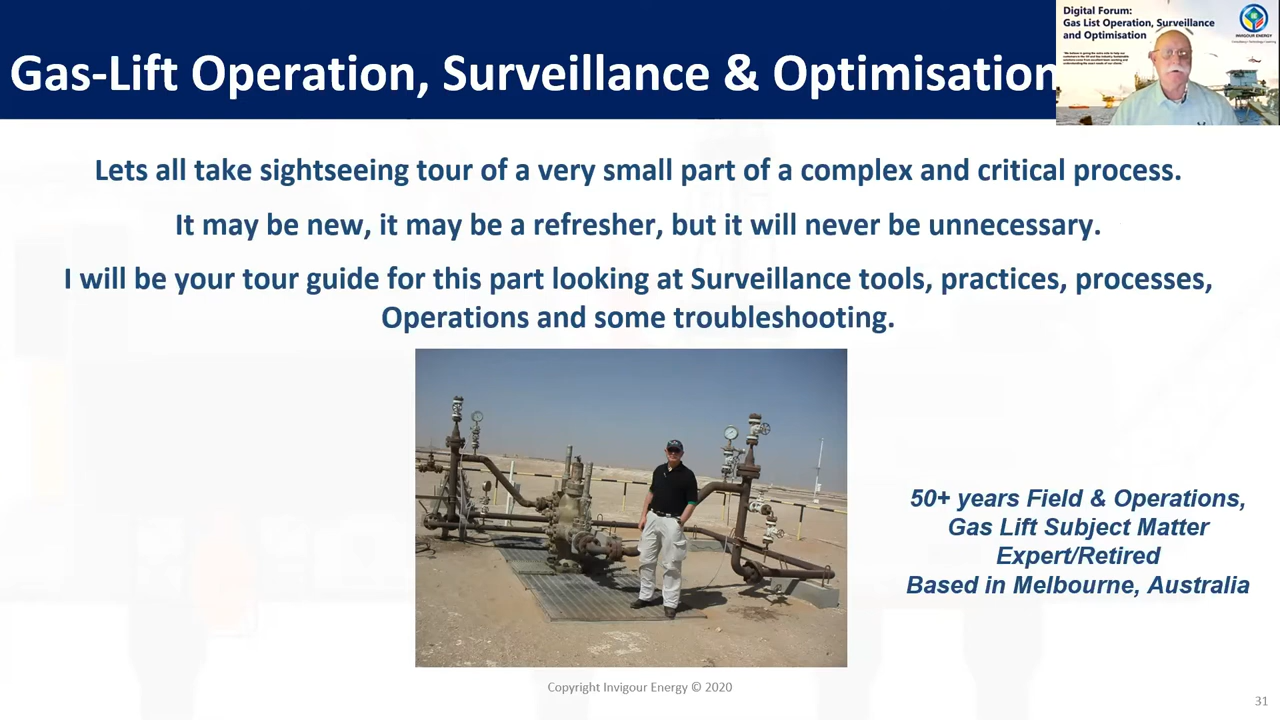 Gas-Lift Operation, Surveillance & Optimisation
Digital Forum:
Gas List Operation, Surveillance
and Optimisation
INVIGOUR ENERGY
Lets all take sightseeing tour of a very small part of a complex and critical process.
It may be new, it may be a refresher, but it will never be unnecessary.
I will be your tour guide for this part looking at Surveillance tools, practices, processes,
Operations and some troubleshooting.
50+ years Field & Operations,
Gas Lift Subject Matter
Expert/Retired
Based in Melbourne, Australia
Copyright Invigour Energy © 2020
31